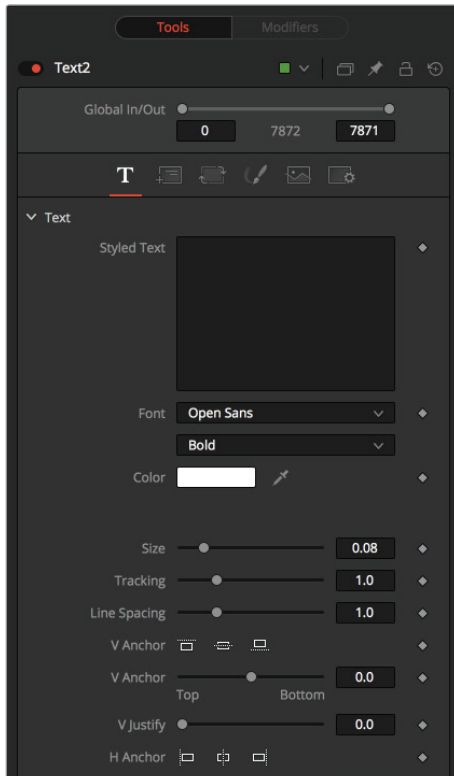 Tools Modifiers
Text2
Global In/Out
0 7872 7871
T
Text
Styled Text
Font Open Sans
Bold
Color
Size 0.08
Tracking 1.0
Line Spacing 1.0
V Anchor
V Anchor 0.0
Top Bottom
V Justify 0.0
H Anchor